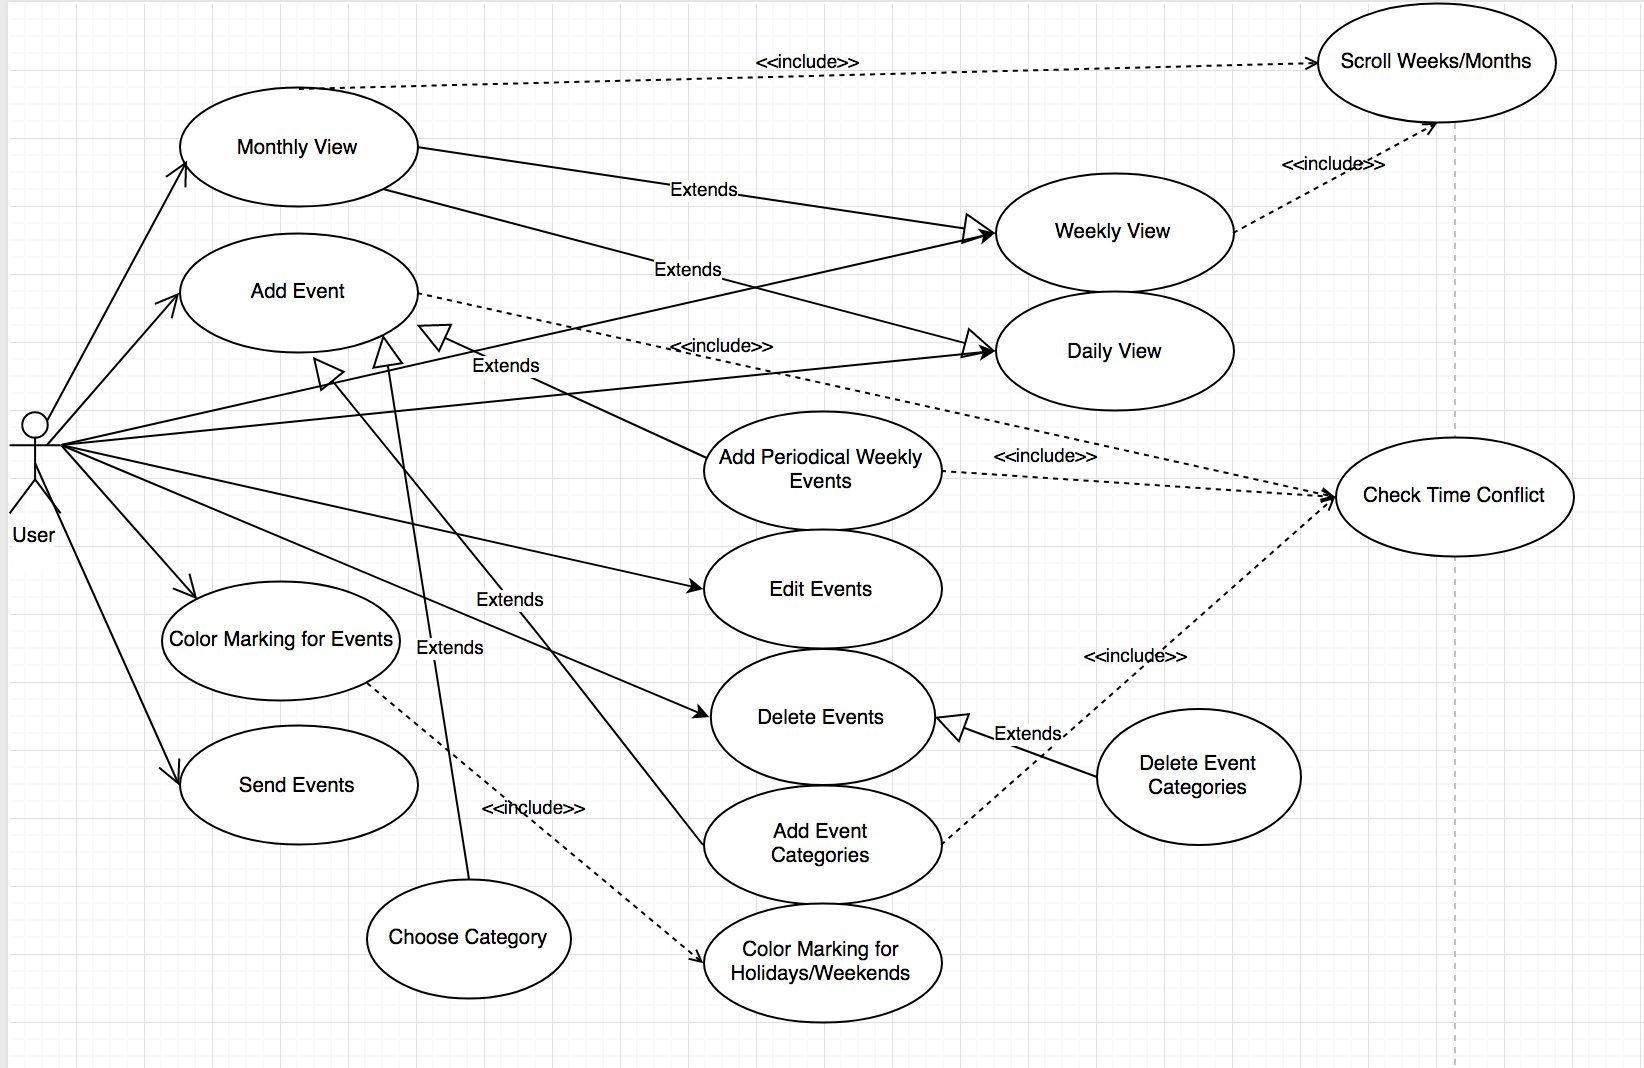 <<include>>
Scroll Weeks/Months
Monthly View
<<include>>
Extends
Weekly View
Extends
Add Event
<<include>>
Daily View
Extends
<<include>>
Add Periodical Weekly
Events
Check Time Conflict
User
Edit Events
Extends
Color Marking for Events
Extends
<<include>>
Delete Events
Extends
Delete Event
Categories
Send Events
<<include>>
Add Event
Categories
Choose Category
Color Marking for
Holidays/Weekends